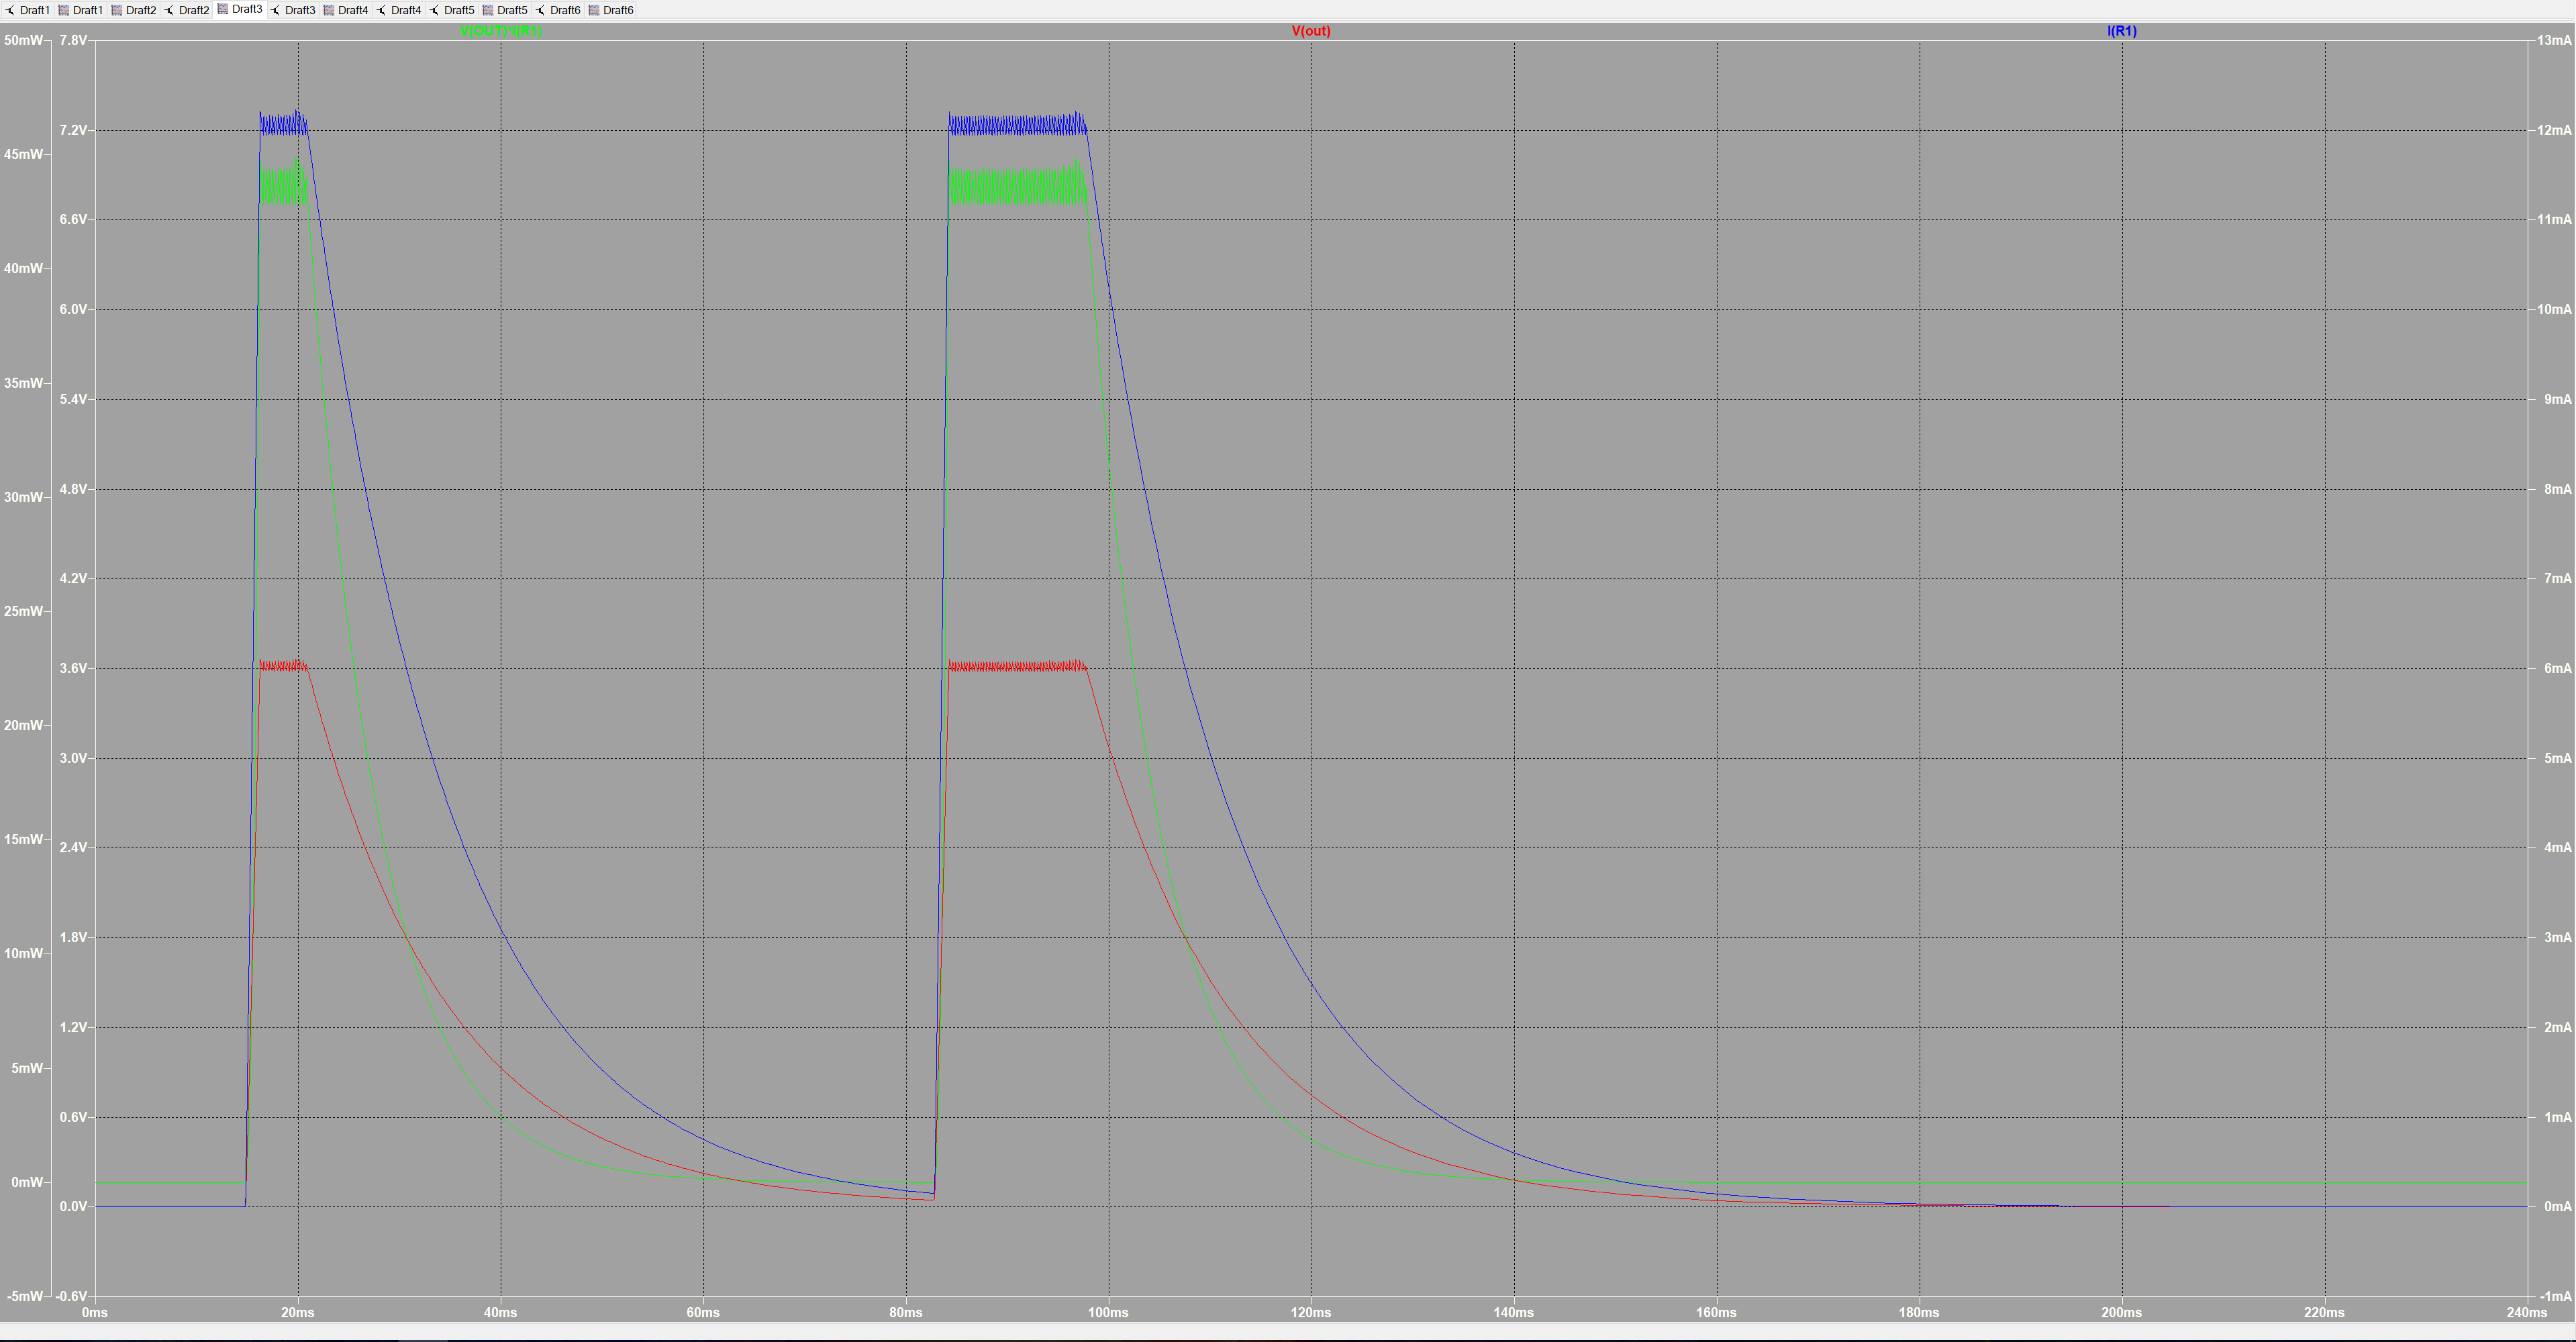 Draft1 Draft1 Draft2 Draft2 Draft3 Draft3 Draft4 Draft4 Draft5 Draft5 Draft6 Draft6
V(OUT)*I(R1) V(out) I(R1)
50mW 7.8V 13mA
7.2V 12mA
45mW
6.6V 11mA
40mW
6.0V 10mA
35mW
5.4V 9mA
30mW 4.8V 8mA
4.2V 7mA
25mW
3.6V 6mA
20mW
3.0V 5mA
15mW 2.4V 4mA
1.8V 3mA
10mW
1.2V 2mA
5mW
0.6V 1mA
0mW
0.0V 0mA
-5mW -0.6V -1mA
0ms 20ms 40ms 60ms 80ms 100ms 120ms 140ms 160ms 180ms 200ms 220ms 240ms